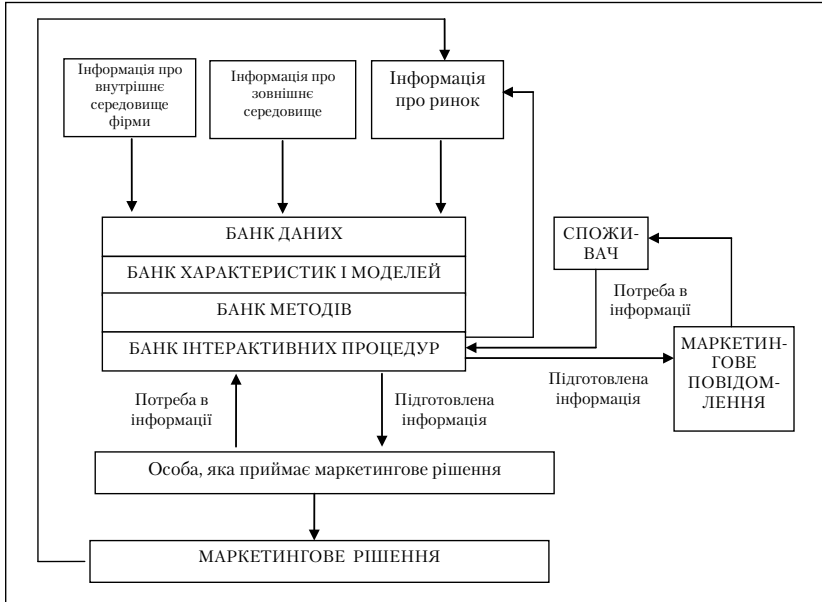 Інформація про
внутрішнє
середовище
фірми
Інформація про
зовнішнє
середовище
Інформація
про ринок
БАНК ДАНИХ
БАНК ХАРАКТЕРИСТИК І МОДЕЛЕЙ
БАНК МЕТОДІВ
БАНК ІНТЕРАКТИВНИХ ПРОЦЕДУР
СПОЖИ-
ВАЧ
Потреба в
інформації
МАРКЕТИН-
ГОВЕ
ПОВІДОМ-
ЛЕННЯ
Підготовлена
інформація
Потреба в
інформації
Підготовлена
інформація
Особа, яка приймає маркетингове рішення
МАРКЕТИНГОВЕ РІШЕННЯ